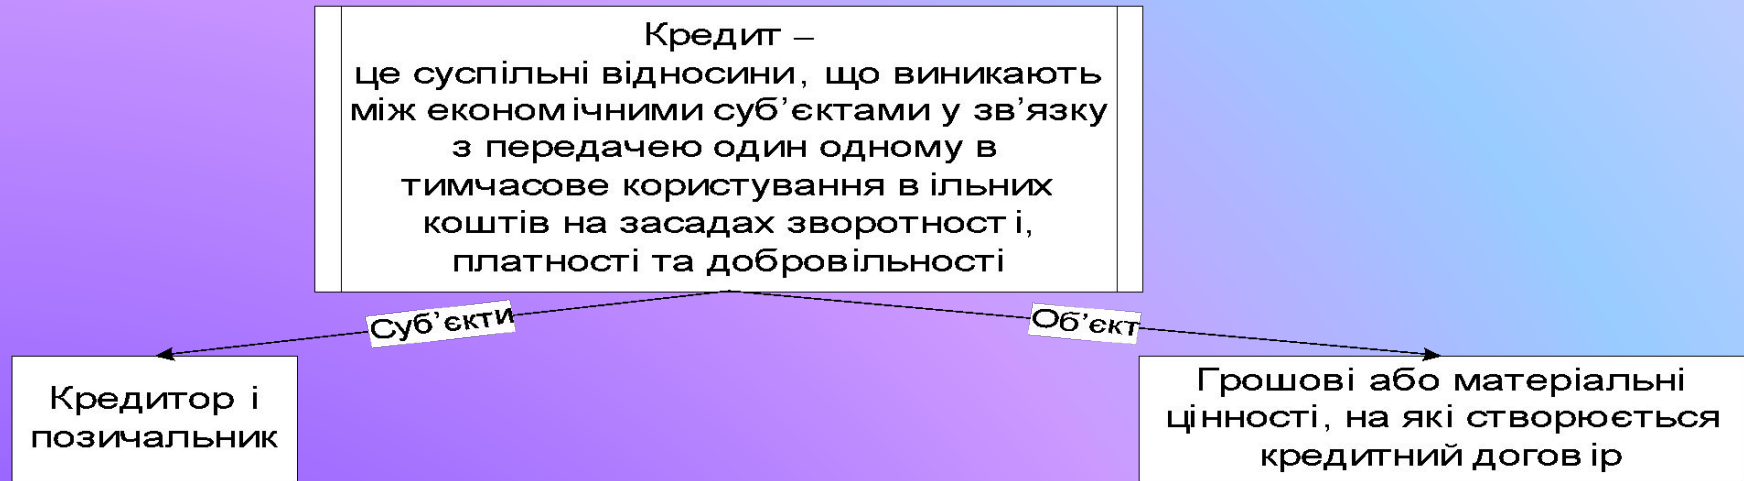 Кредит –
це суспільні відносини, що виникають
між економічними суб’єктами у зв’язку
з передачею один одному в
тимчасове користування вільних
коштів на засадах зворотності,
платності та добровільності
Суб’єкти
Об’єкт
Кредитор і
позичальник
Грошові або матеріальні
цінності, на які створюється
кредитний договір